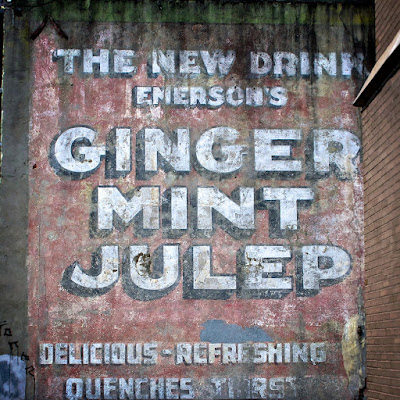 THE NEW DRINK
EMERSON'S
GINGER
MINT
JULEP
DELICIOUS - REFRESHING
QUENCHES THIRST